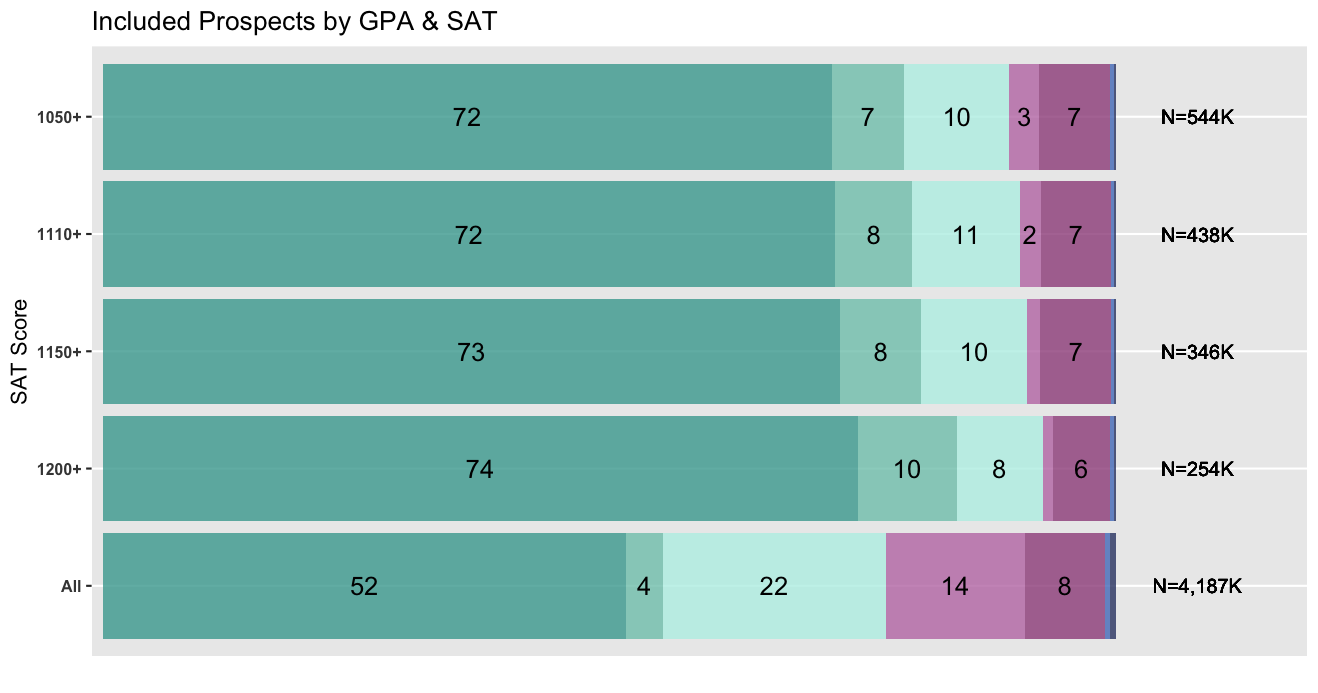 Included Prospects by GPA & SAT
SAT Score
1050+ 72 7 10 3 7 N=544K
1110+ 72 8 11 2 7 N=438K
1150+ 73 8 10 7 N=346K
1200+ 74 10 8 6 N=254K
All 52 4 22 14 8 N=4,187K